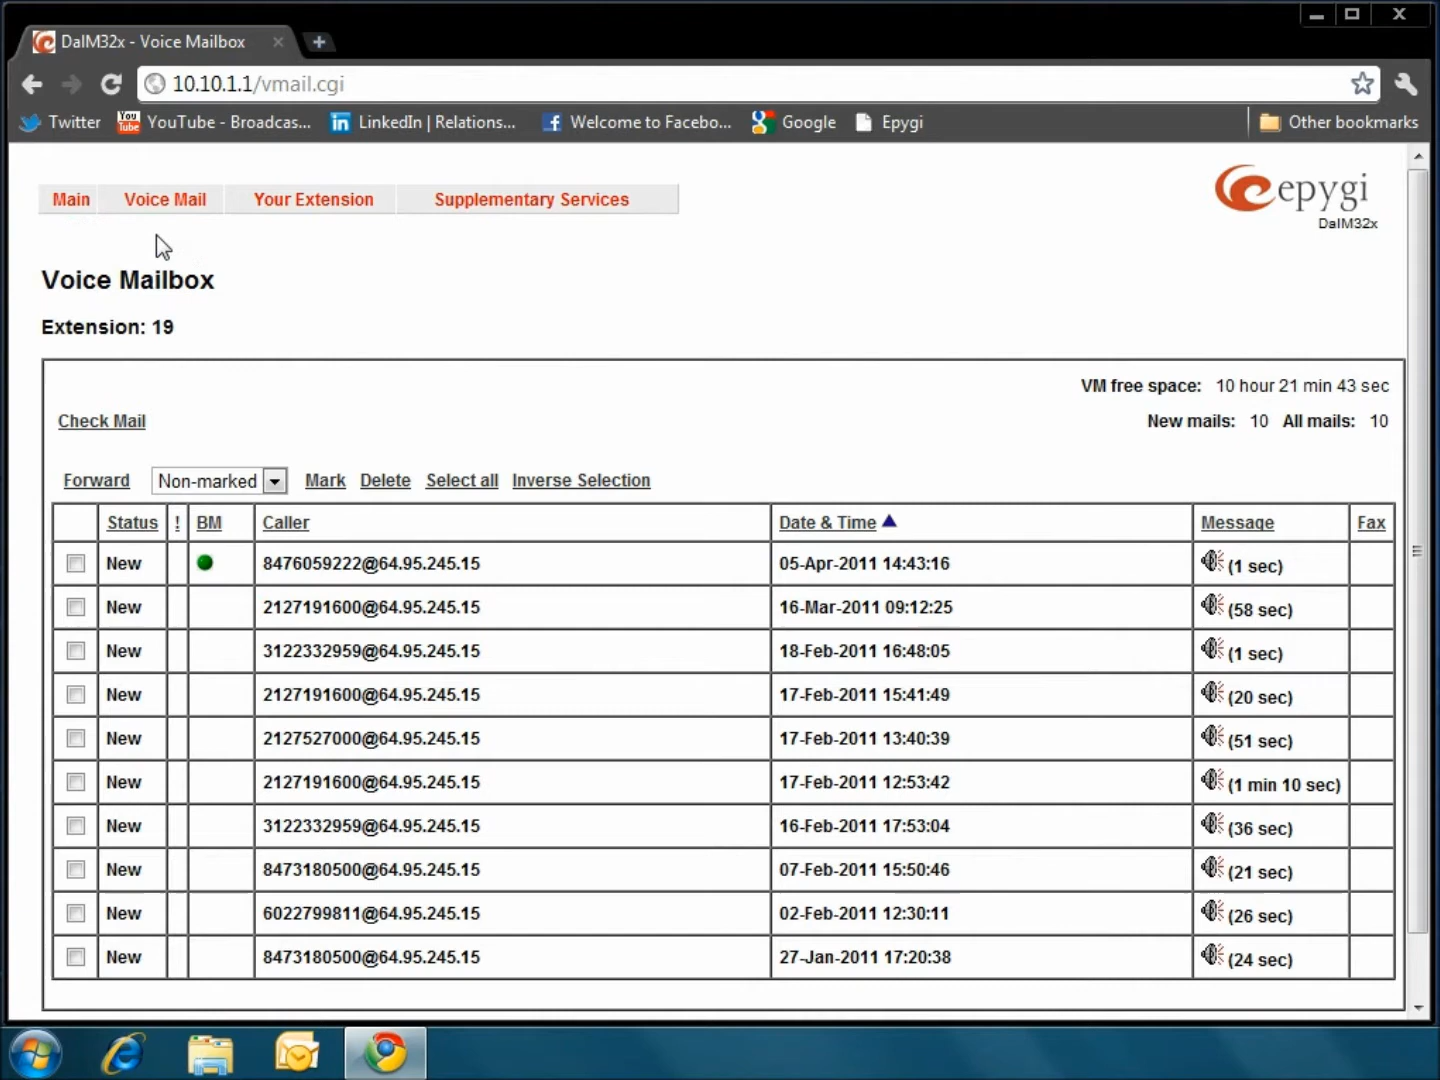 DalM32x - Voice Mailbox
10.10.1.1/vmail.cgi
Twitter YouTube - Broadcas... LinkedIn | Relations... Welcome to Facebo... Google Epygi Other bookmarks
Main Voice Mail Your Extension Supplementary Services
epygi
DalM32x
Voice Mailbox
Extension: 19
VM free space: 10 hour 21 min 43 sec
Check Mail New mails: 10 All mails: 10
Forward Non-marked Mark Delete Select all Inverse Selection
Status ! BM Caller Date & Time Message Fax
New 8476059222@64.95.245.15 05-Apr-2011 14:43:16 (1 sec)
New 2127191600@64.95.245.15 16-Mar-2011 09:12:25 (58 sec)
New 3122332959@64.95.245.15 18-Feb-2011 16:48:05 (1 sec)
New 2127191600@64.95.245.15 17-Feb-2011 15:41:49 (20 sec)
New 2127527000@64.95.245.15 17-Feb-2011 13:40:39 (51 sec)
New 2127191600@64.95.245.15 17-Feb-2011 12:53:42 (1 min 10 sec)
New 3122332959@64.95.245.15 16-Feb-2011 17:53:04 (36 sec)
New 8473180500@64.95.245.15 07-Feb-2011 15:50:46 (21 sec)
New 6022799811@64.95.245.15 02-Feb-2011 12:30:11 (26 sec)
New 8473180500@64.95.245.15 27-Jan-2011 17:20:38 (24 sec)